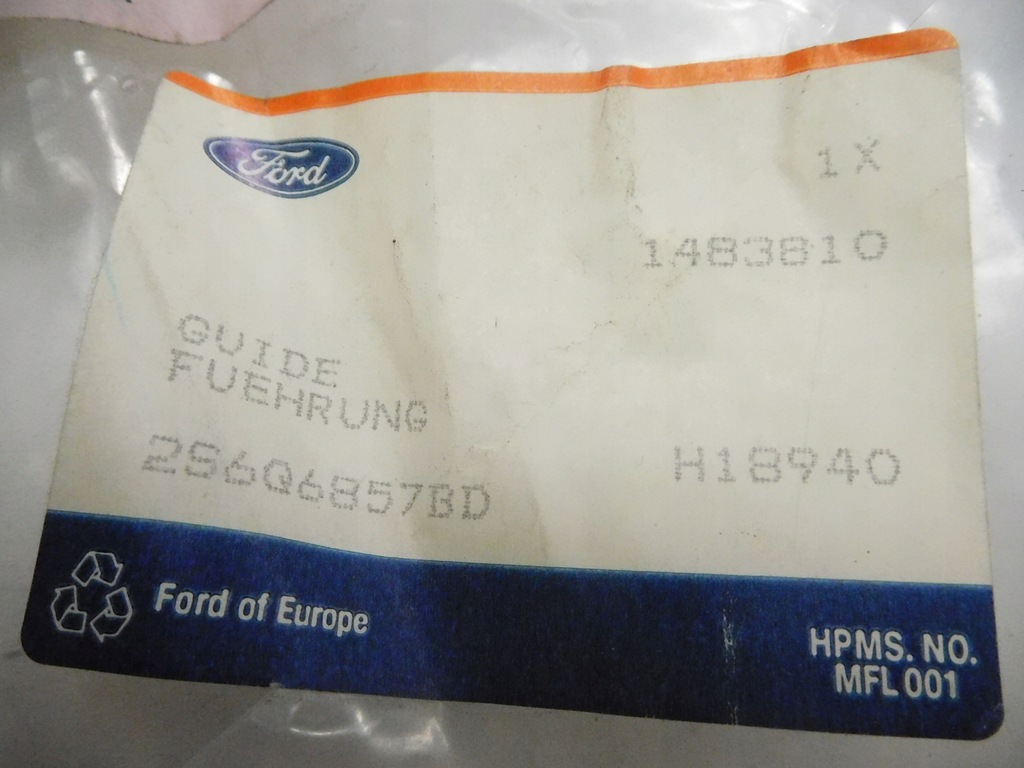 Ford
1X
1483810
GUIDE
FUEHRUNG
2S6Q6857BD
H18940
Ford of Europe
HPMS. NO.
MFL 001